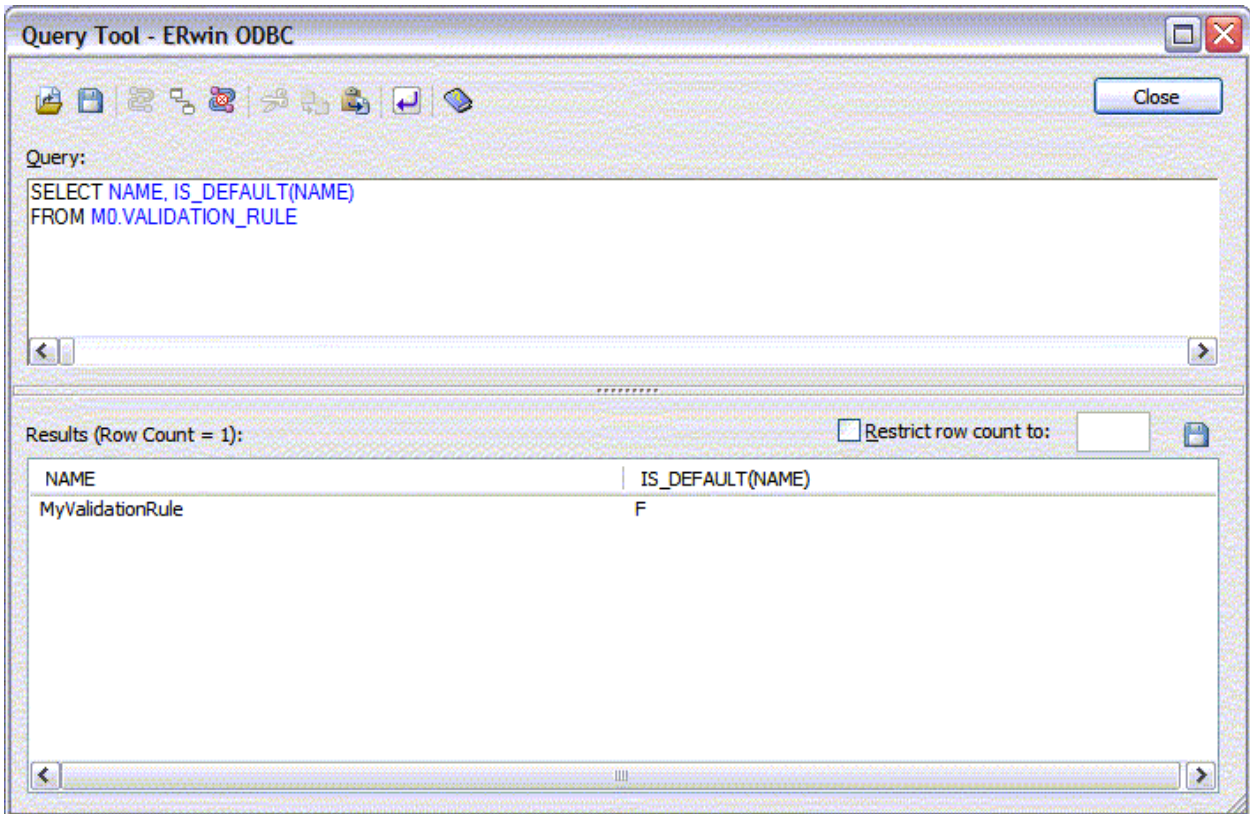 Query Tool - ERwin ODBC
Close
Query:
SELECT NAME, IS_DEFAULT(NAME)
FROM M0.VALIDATION_RULE
Results (Row Count = 1):
Restrict row count to:
NAME IS_DEFAULT(NAME)
MyValidationRule F